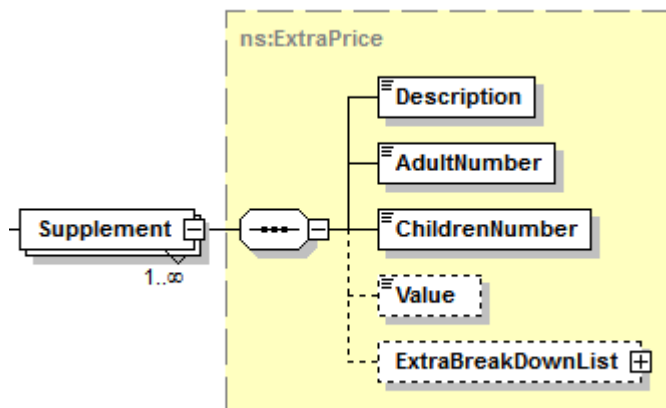 ns:ExtraPrice
Description
AdultNumber
Supplement
1..∞
ChildrenNumber
Value
ExtraBreakDownList